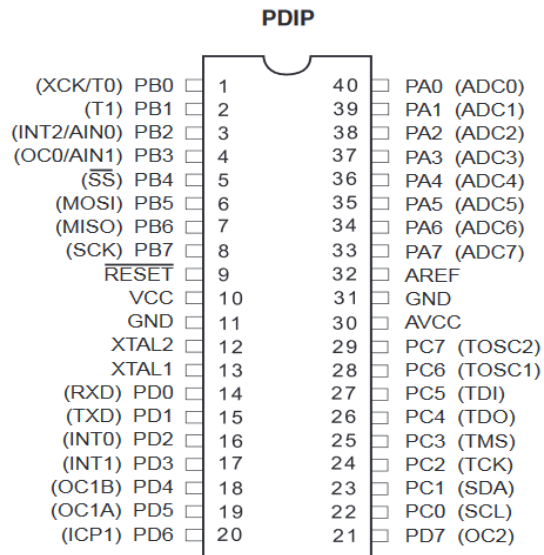 PDIP
(XCK/T0) PB0 1 40 PA0 (ADC0)
(T1) PB1 2 39 PA1 (ADC1)
(INT2/AIN0) PB2 3 38 PA2 (ADC2)
(OC0/AIN1) PB3 4 37 PA3 (ADC3)
(SS) PB4 5 36 PA4 (ADC4)
(MOSI) PB5 6 35 PA5 (ADC5)
(MISO) PB6 7 34 PA6 (ADC6)
(SCK) PB7 8 33 PA7 (ADC7)
RESET 9 32 AREF
VCC 10 31 GND
GND 11 30 AVCC
XTAL2 12 29 PC7 (TOSC2)
XTAL1 13 28 PC6 (TOSC1)
(RXD) PD0 14 27 PC5 (TDI)
(TXD) PD1 15 26 PC4 (TDO)
(INT0) PD2 16 25 PC3 (TMS)
(INT1) PD3 17 24 PC2 (TCK)
(OC1B) PD4 18 23 PC1 (SDA)
(OC1A) PD5 19 22 PC0 (SCL)
(ICP1) PD6 20 21 PD7 (OC2)